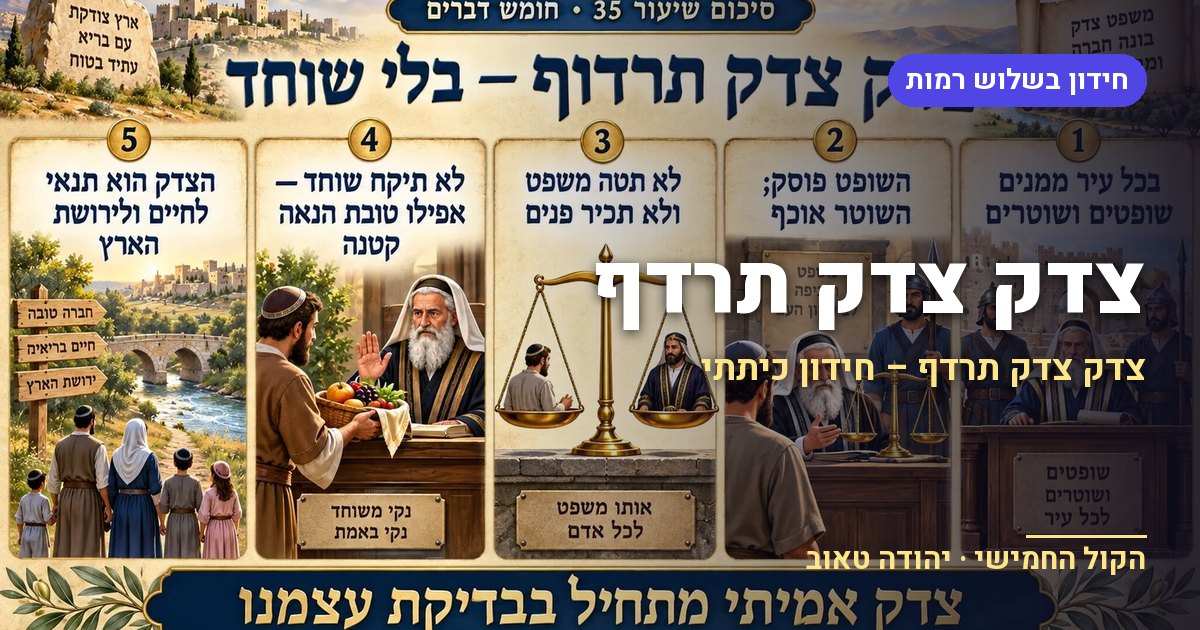 סיכום שיעור 35 • חומש דברים
ארץ צודקת
עם בריא
עתיד בטוח
משפט צדק
בונה חברה
צדק תרדוף – בלי שוחד
חידון בשלוש רמות
1
בכל עיר ממנים
שופטים ושוטרים
2
השופט פוסק;
השוטר אוכף
3
לא תטה משפט
ולא תכיר פנים
4
לא תיקח שוחד –
אפילו טובת הנאה
קטנה
5
הצדק הוא תנאי
לחיים ולירושת
הארץ
צדק צדק תרדף
צדק צדק תרדף – חידון כיתתי
חברה טובה
חיים בריאים
ירושת הארץ
שופטים
ושוטרים
לכל עיר
אותו משפט
לכל אדם
נקי משוחד
נקי באמת
הקול החמישי · יהודה טאוב
צדק אמיתי מתחיל בבדיקת עצמנו